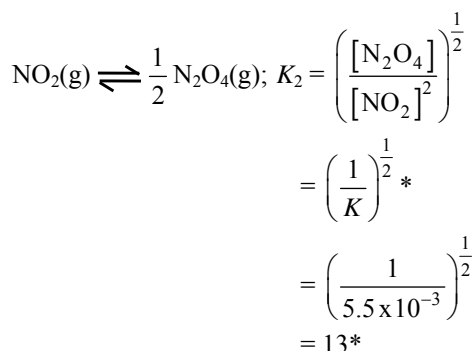 NO₂(g) ⇌ 1/2 N₂O₄(g); K₂ = ([N₂O₄]/[NO₂]²)^(1/2)
= (1/K)^(1/2) *
= (1/(5.5 x 10⁻³))^(1/2)
= 13*